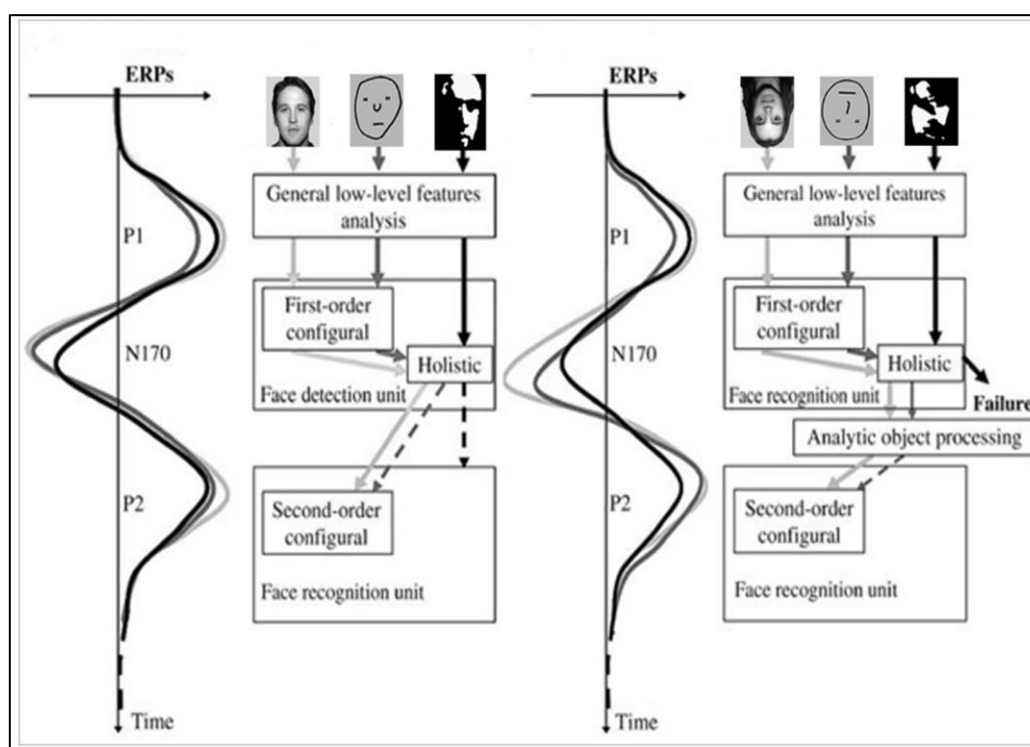 ERPs
General low-level features
analysis
P1
First-order
configural
N170
Holistic
Face detection unit
P2
Second-order
configural
Face recognition unit
Time
ERPs
General low-level features
analysis
P1
First-order
configural
N170
Holistic
Face recognition unit
Failure
Analytic object processing
P2
Second-order
configural
Face recognition unit
Time